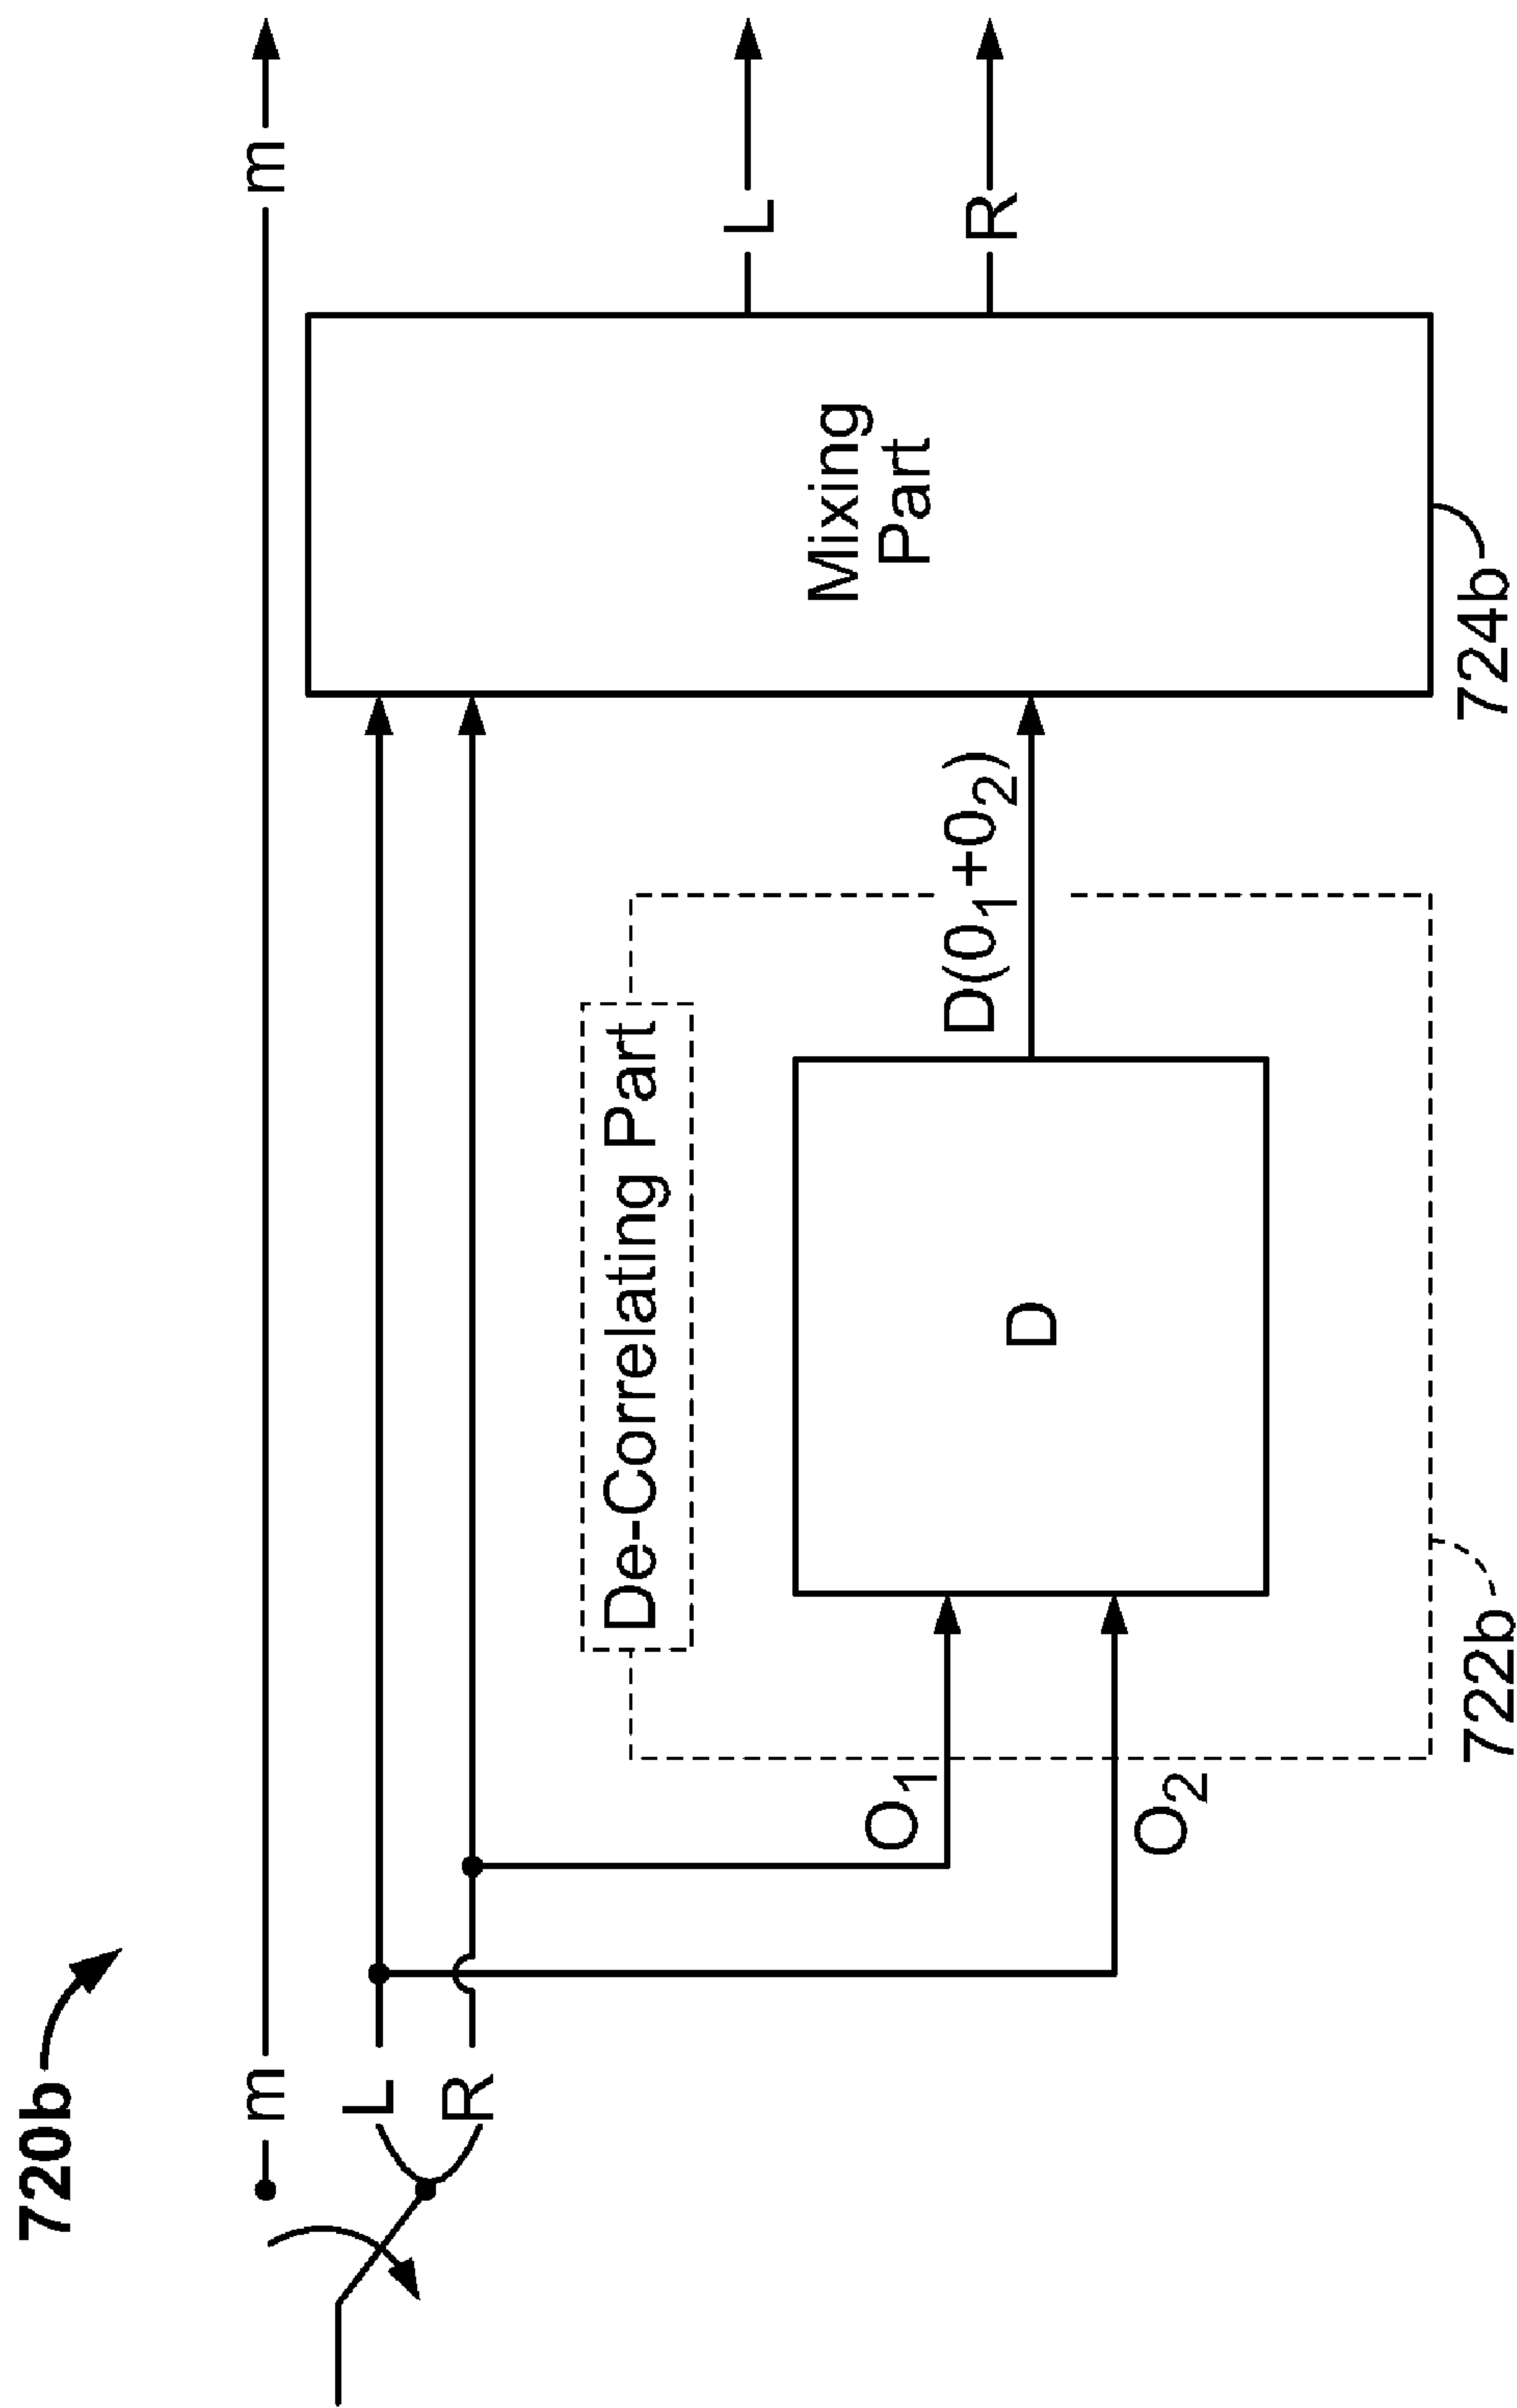 720b
m
m
L
R
L
R
Mixing
Part
724b
De-Correlating Part
D
D(0₁+0₂)
O₁
O₂
722b